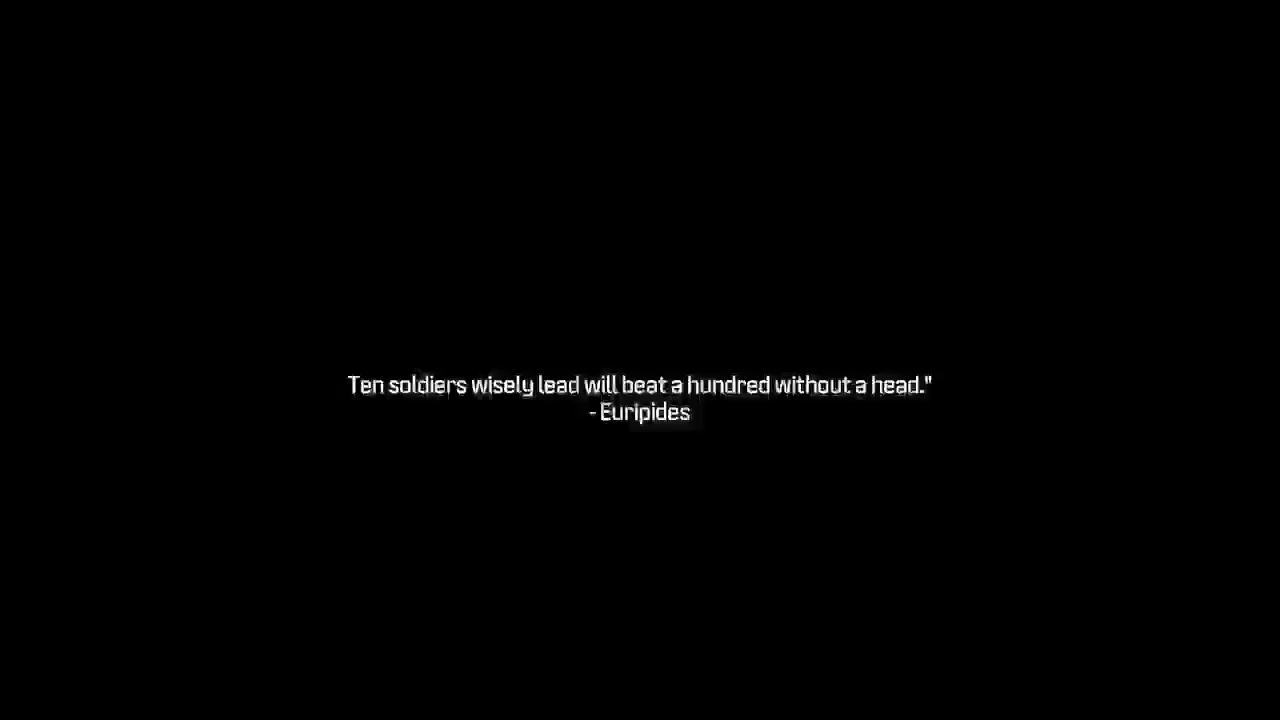 Ten soldiers wisely lead will beat a hundred without a head."
- Euripides